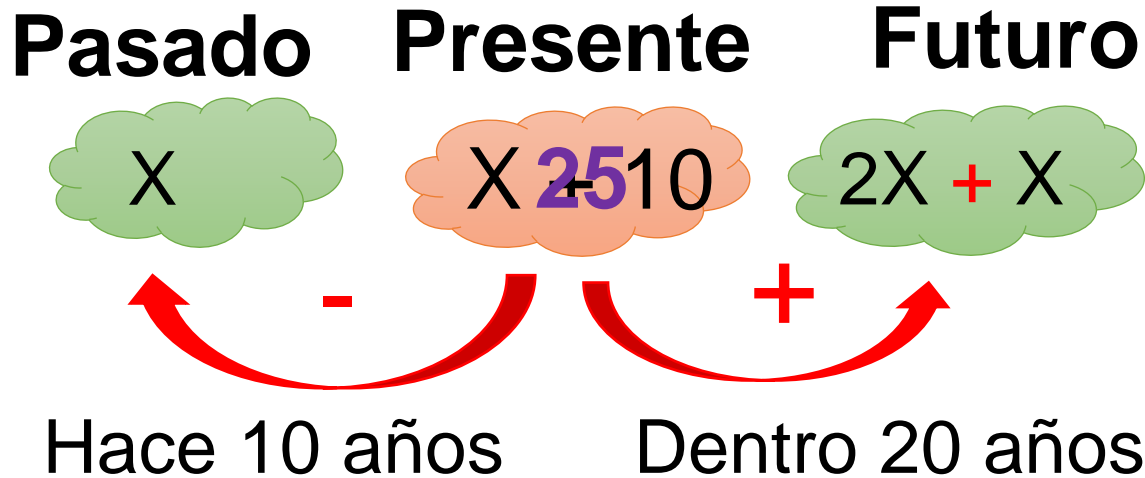 Pasado Presente Futuro
X X + 10 25 2X + X
- +
Hace 10 años Dentro 20 años